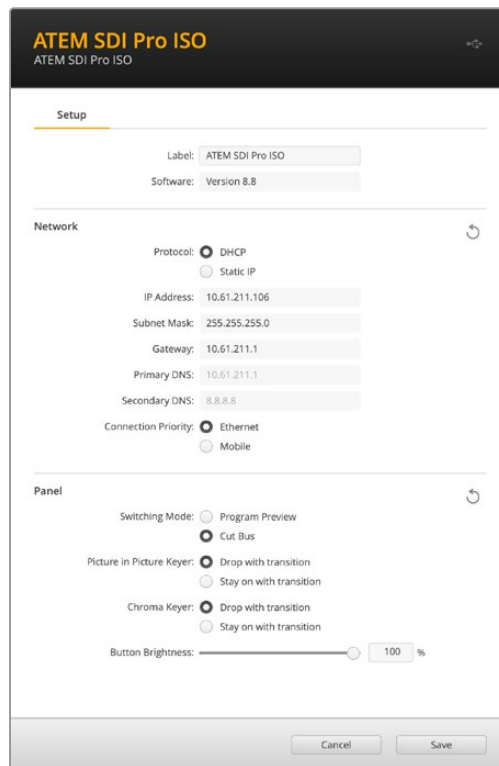 ATEM SDI Pro ISO
ATEM SDI Pro ISO
Setup
Label: ATEM SDI Pro ISO
Software: Version 8.8
Network
Protocol: DHCP
Static IP
IP Address: 10.61.211.106
Subnet Mask: 255.255.255.0
Gateway: 10.61.211.1
Primary DNS: 10.61.211.1
Secondary DNS: 8.8.8.8
Connection Priority: Ethernet
Mobile
Panel
Switching Mode: Program Preview
Cut Bus
Picture in Picture Keyer: Drop with transition
Stay on with transition
Chroma Keyer: Drop with transition
Stay on with transition
Button Brightness: 100 %
Cancel Save